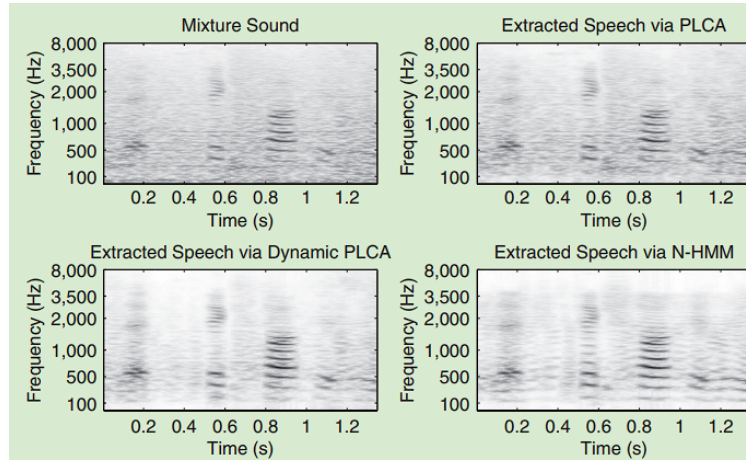 Mixture Sound
Frequency (Hz)
8,000
3,500
2,000
1,000
500
100
0.2 0.4 0.6 0.8 1 1.2
Time (s)
Extracted Speech via PLCA
Frequency (Hz)
8,000
3,500
2,000
1,000
500
100
0.2 0.4 0.6 0.8 1 1.2
Time (s)
Extracted Speech via Dynamic PLCA
Frequency (Hz)
8,000
3,500
2,000
1,000
500
100
0.2 0.4 0.6 0.8 1 1.2
Time (s)
Extracted Speech via N-HMM
Frequency (Hz)
8,000
3,500
2,000
1,000
500
100
0.2 0.4 0.6 0.8 1 1.2
Time (s)